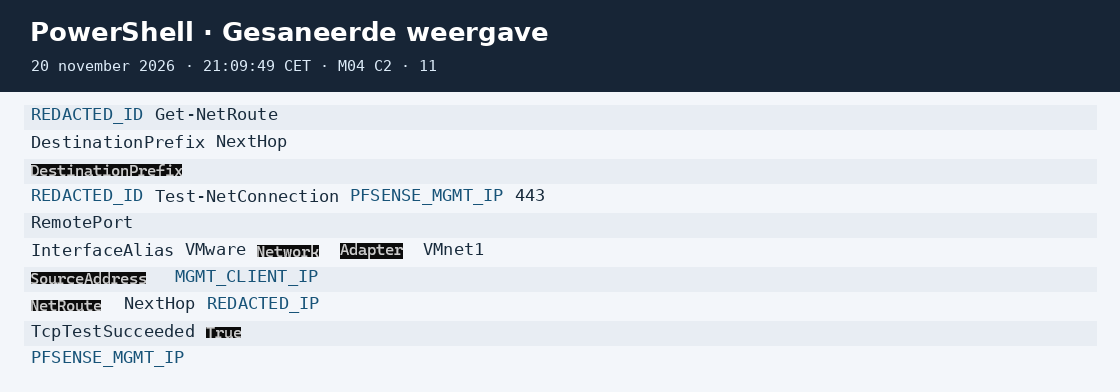 PowerShell · Gesaneerde weergave
20 november 2026 · 21:09:49 CET · M04 C2 · 11
REDACTED_ID Get-NetRoute
DestinationPrefix NextHop
DestinationPrefix
REDACTED_ID Test-NetConnection PFSENSE_MGMT_IP 443
RemotePort
InterfaceAlias VMware Network Adapter VMnet1
SourceAddress MGMT_CLIENT_IP
NetRoute NextHop REDACTED_IP
TcpTestSucceeded True
PFSENSE_MGMT_IP